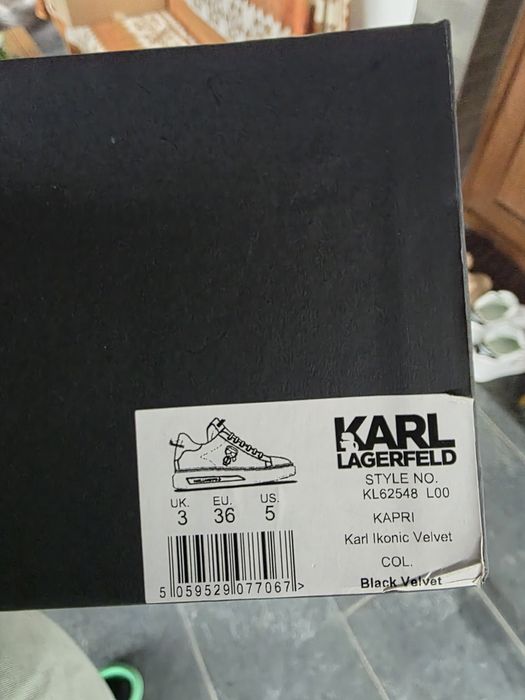 KARL
LAGERFELD
STYLE NO.
KL62548 L00
UK. EU. US.
3 36 5
KAPRI
Karl Ikonic Velvet
COL.
Black Velvet
5 059529 077067 >